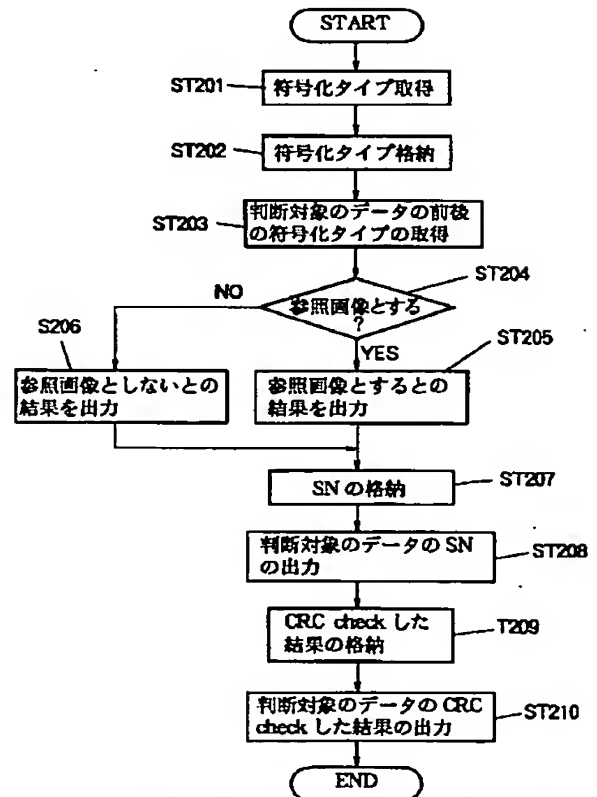 START
ST201
符号化タイプ取得
ST202
符号化タイプ格納
ST203
判断対象のデータの前後
の符号化タイプの取得
ST204
参照画像とする
?
NO
YES
S206
ST205
参照画像としないとの
結果を出力
参照画像とするとの
結果を出力
SNの格納
ST207
判断対象のデータの SN
の出力
ST208
CRC check した
結果の格納
T209
判断対象のデータの CRC
check した結果の出力
ST210
END